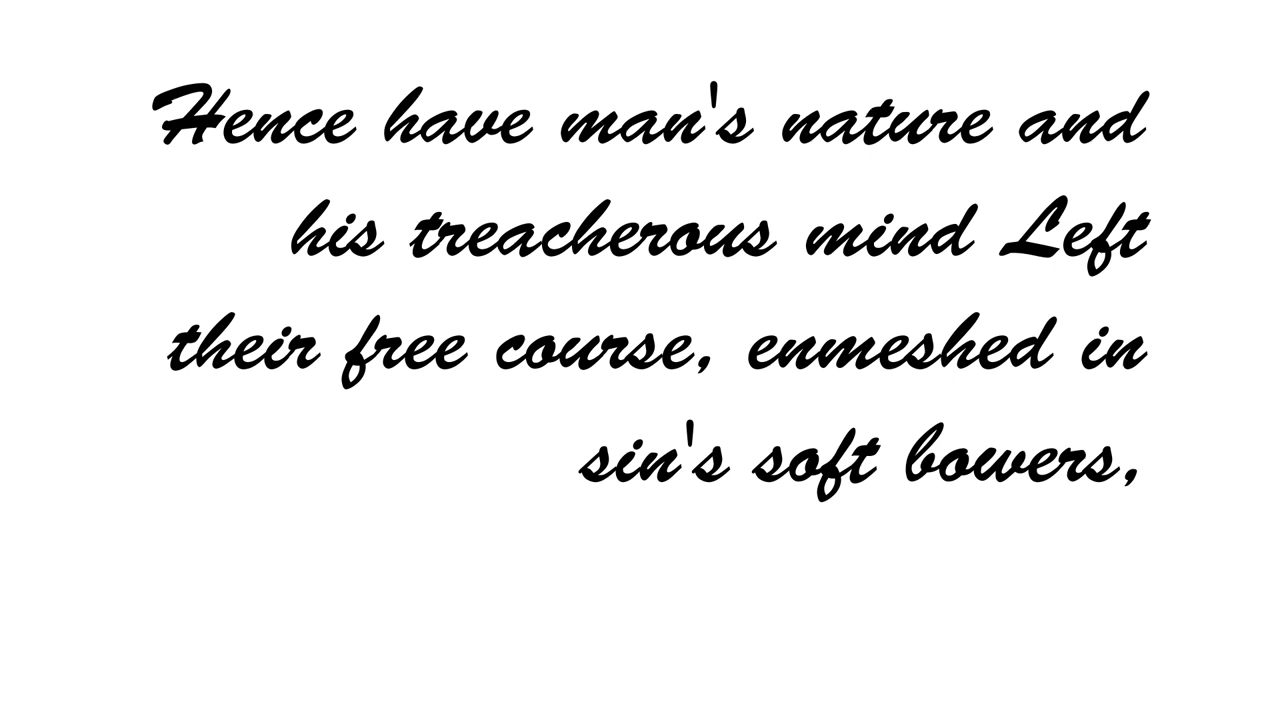 Hence have man's nature and
his treacherous mind Left
their free course, enmeshed in
sin's soft bowers,